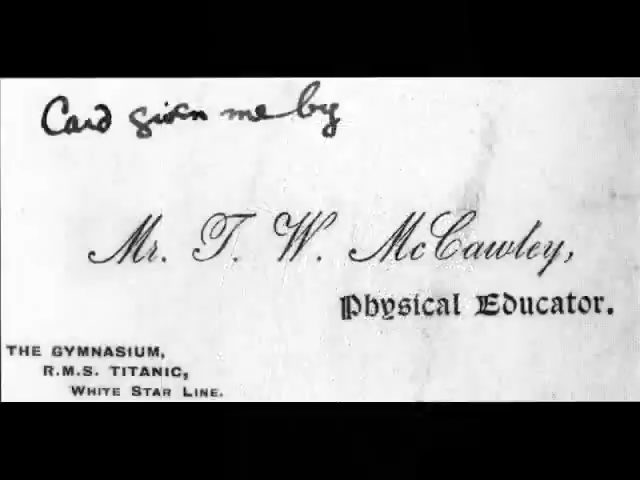 Card given me by
Mr. T. W. McCawley,
Physical Educator.
THE GYMNASIUM,
R.M.S. TITANIC,
WHITE STAR LINE.